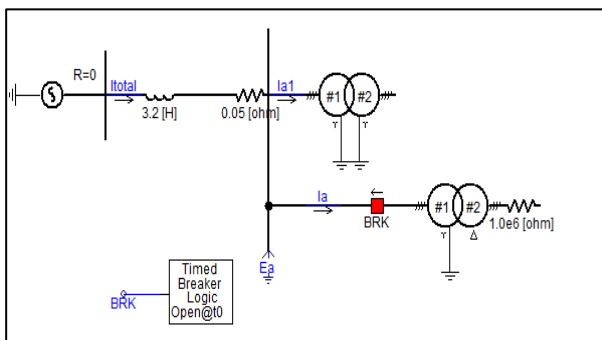 R=0
Itotal
3.2 [H]
0.05 [ohm]
Ia1
#1 #2
Y Y
Ia
BRK
#1 #2
Y Δ
1.0e6 [ohm]
Ea
BRK
Timed
Breaker
Logic
Open@t0